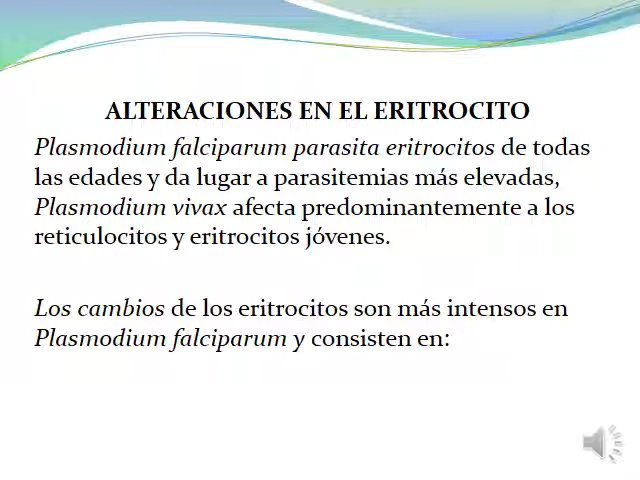 ALTERACIONES EN EL ERITROCITO
Plasmodium falciparum parasita eritrocitos de todas
las edades y da lugar a parasitemias más elevadas,
Plasmodium vivax afecta predominantemente a los
reticulocitos y eritrocitos jóvenes.
Los cambios de los eritrocitos son más intensos en
Plasmodium falciparum y consisten en: